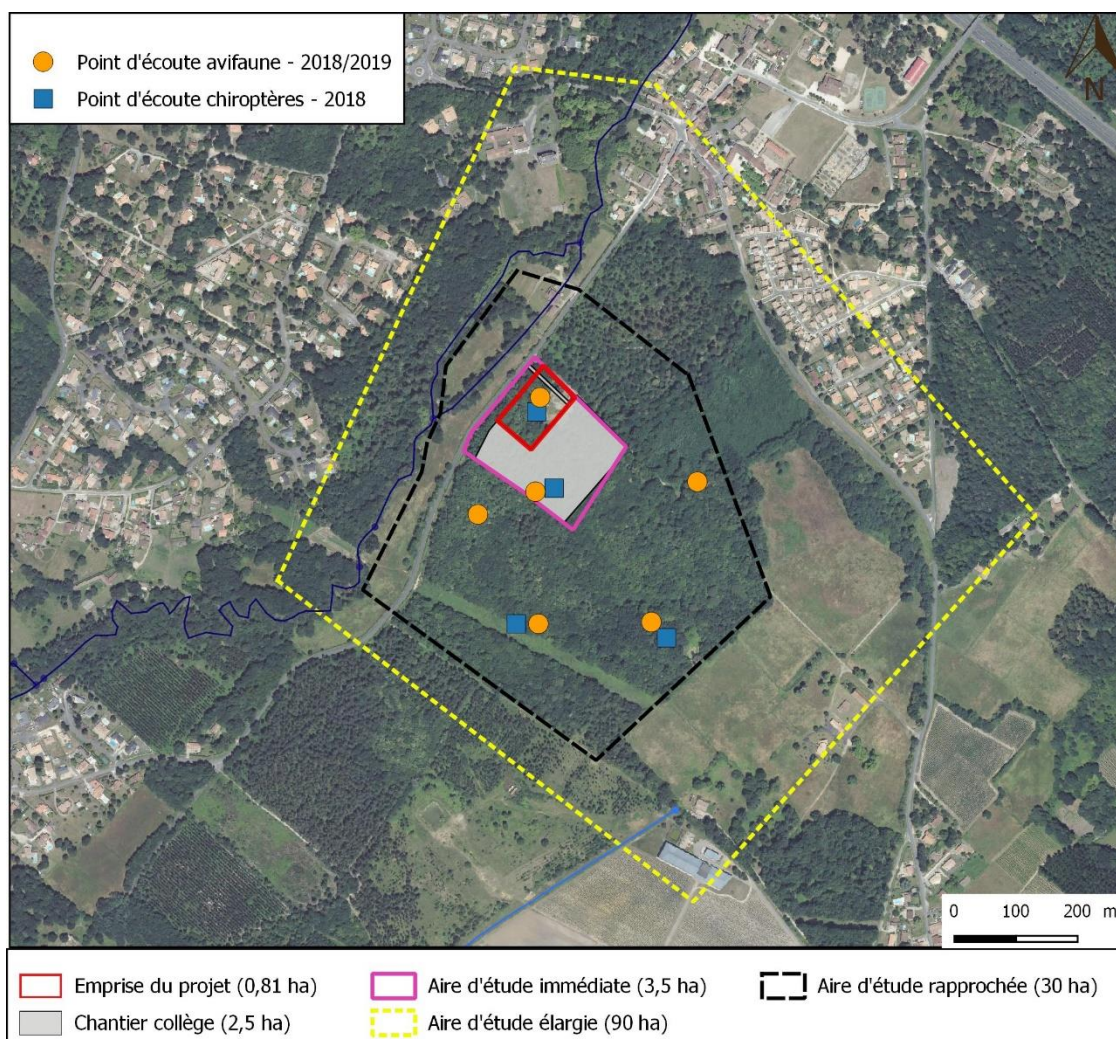 Point d'écoute avifaune - 2018/2019
Point d'écoute chiroptères - 2018
N
0 100 200 m
Emprise du projet (0,81 ha)
Aire d'étude immédiate (3,5 ha)
Aire d'étude rapprochée (30 ha)
Chantier collège (2,5 ha)
Aire d'étude élargie (90 ha)